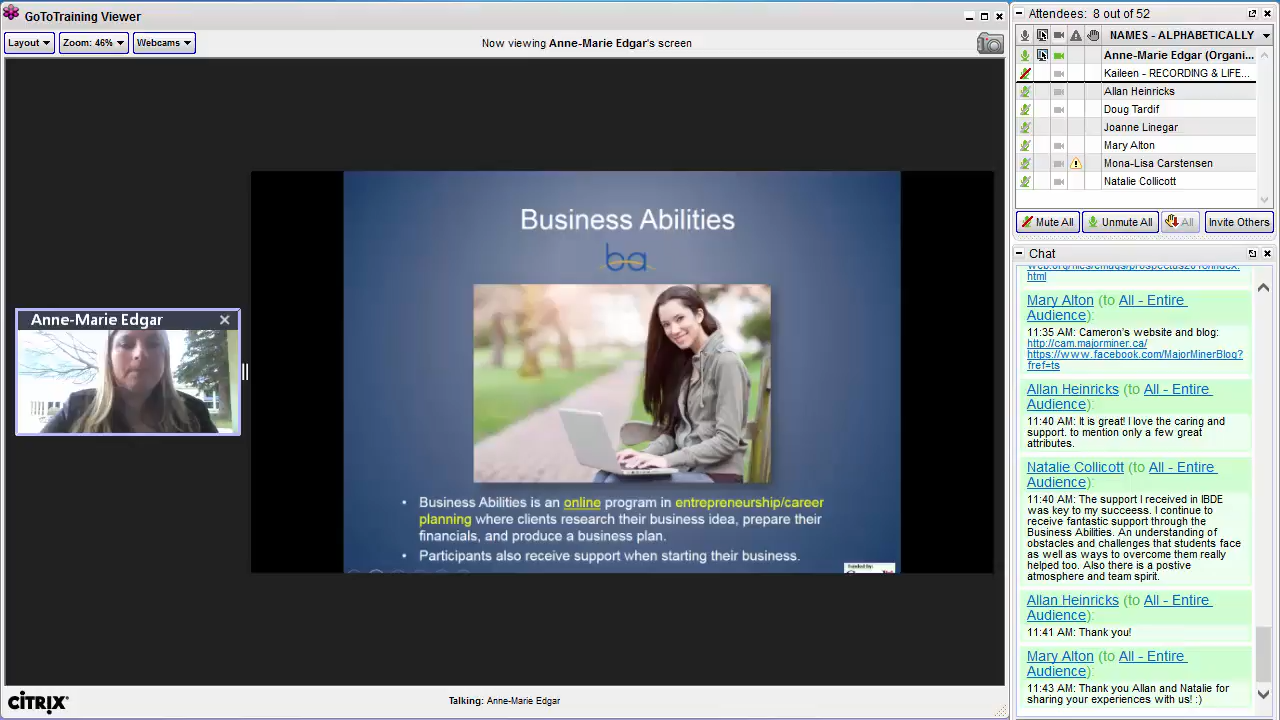 GoToTraining Viewer
Layout
Zoom: 46%
Webcams
Now viewing Anne-Marie Edgar's screen
Anne-Marie Edgar
Business Abilities
ba
• Business Abilities is an online program in entrepreneurship/career
planning where clients research their business idea, prepare their
financials, and produce a business plan.
• Participants also receive support when starting their business.
Funded by:
CITRIX
Talking: Anne-Marie Edgar
Attendees: 8 out of 52
NAMES - ALPHABETICALLY
Anne-Marie Edgar (Organi...
Kaileen - RECORDING & LIFE...
Allan Heinricks
Doug Tardif
Joanne Linegar
Mary Alton
Mona-Lisa Carstensen
Natalie Collicott
Mute All
Unmute All
All
Invite Others
Chat
html
Mary Alton (to All - Entire
Audience):
11:35 AM: Cameron's website and blog:
http://cam.majorminer.ca/
https://www.facebook.com/MajorMinerBlog?
fref=ts
Allan Heinricks (to All - Entire
Audience):
11:40 AM: It is great! I love the caring and
support. to mention only a few great
attributes.
Natalie Collicott (to All - Entire
Audience):
11:40 AM: The support I received in IBDE
was key to my succeess. I continue to
receive fantastic support through the
Business Abilities. An understanding of
obstacles and challenges that students face
as well as ways to overcome them really
helped too. Also there is a postive
atmosphere and team spirit.
Allan Heinricks (to All - Entire
Audience):
11:41 AM: Thank you!
Mary Alton (to All - Entire
Audience):
11:43 AM: Thank you Allan and Natalie for
sharing your experiences with us! :)